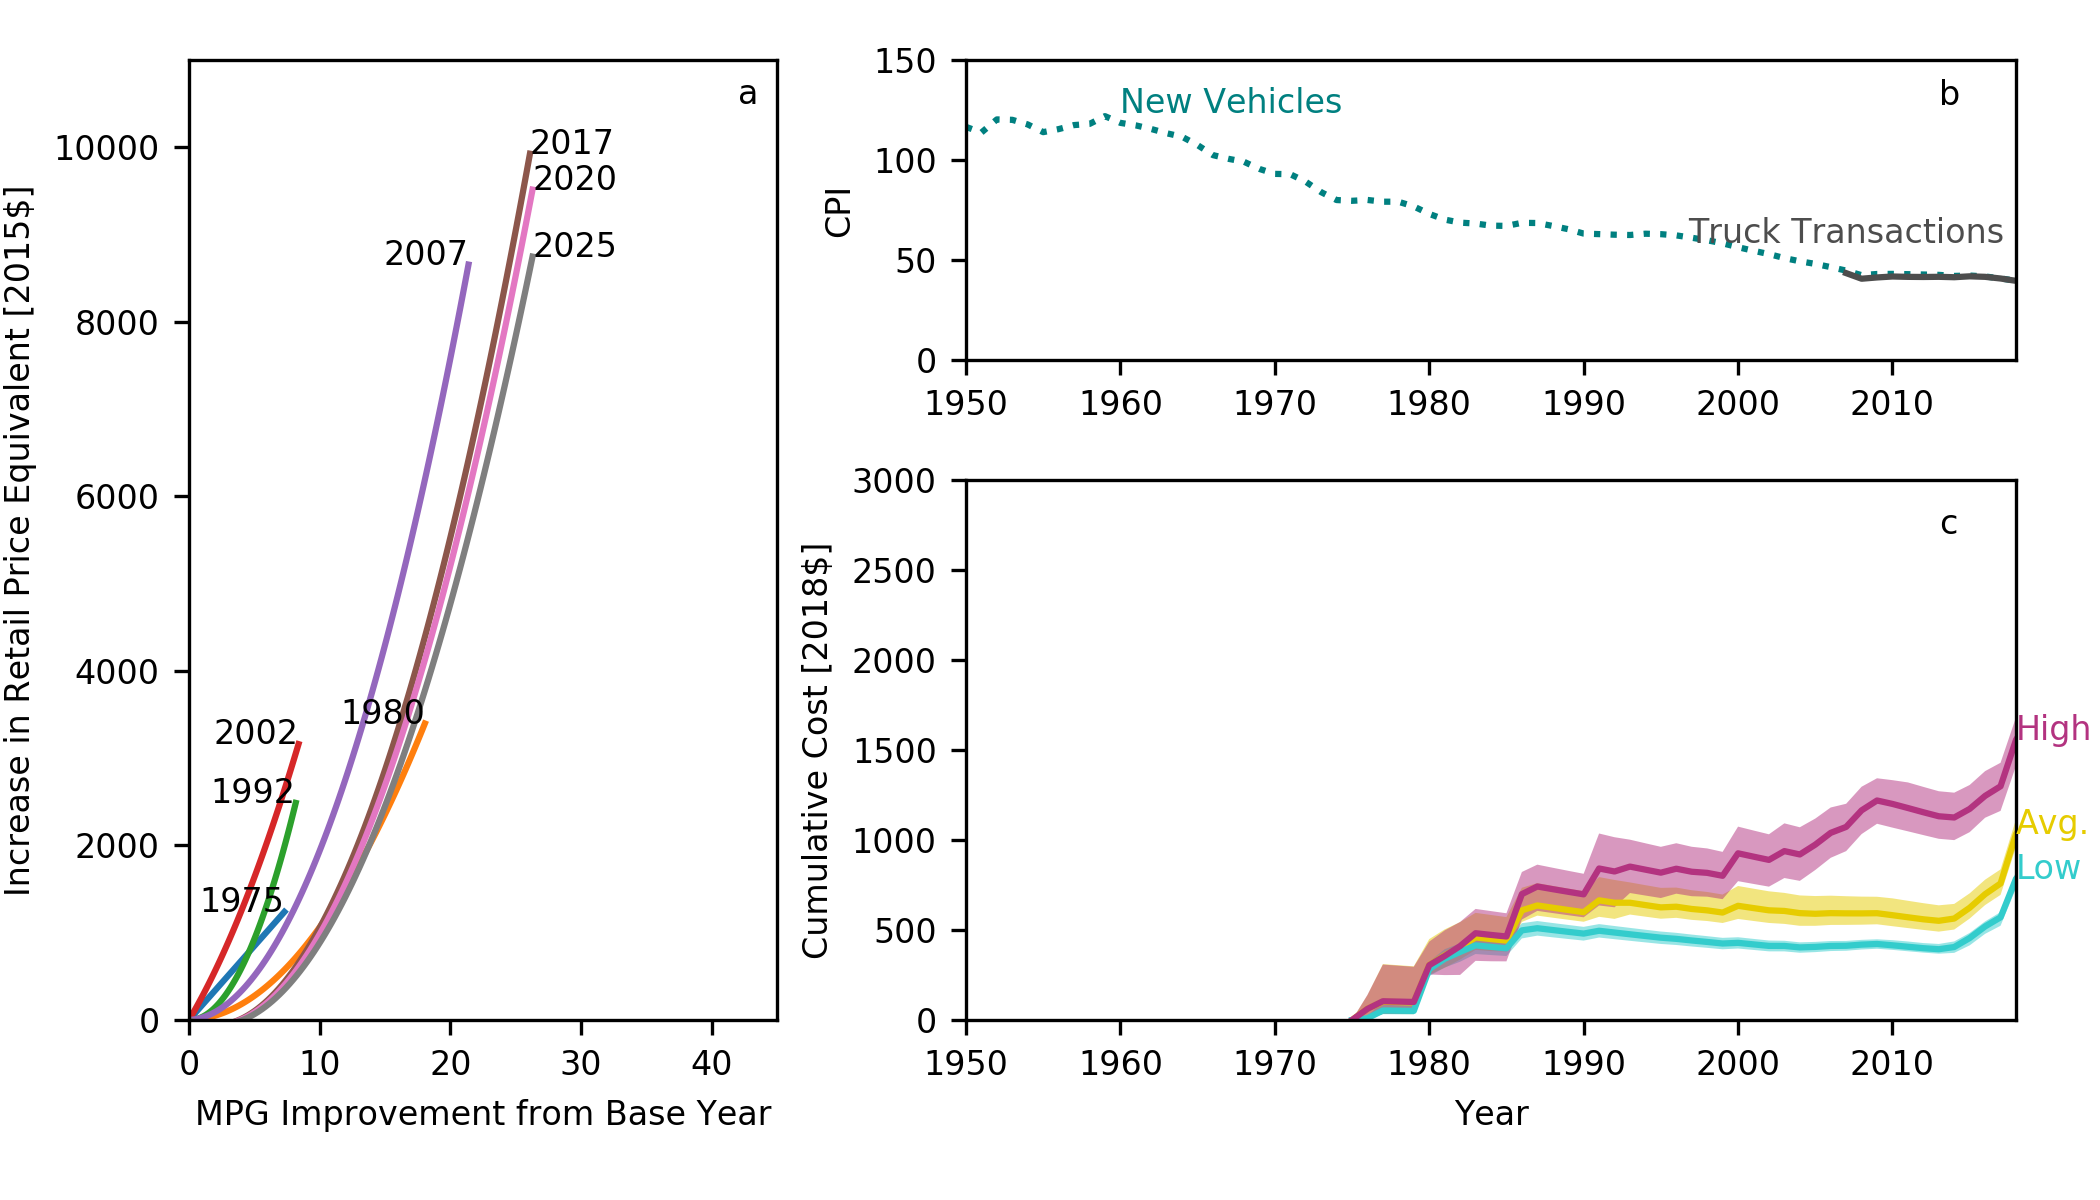 a
2017
2020
2025
2007
1980
2002
1992
1975
10000
8000
6000
4000
2000
0
0 10 20 30 40
Increase in Retail Price Equivalent [2015$]
MPG Improvement from Base Year
b
New Vehicles
Truck Transactions
150
100
50
0
CPI
1950 1960 1970 1980 1990 2000 2010
c
3000
2500
2000
1500
1000
500
0
Cumulative Cost [2018$]
High
Avg.
Low
1950 1960 1970 1980 1990 2000 2010
Year